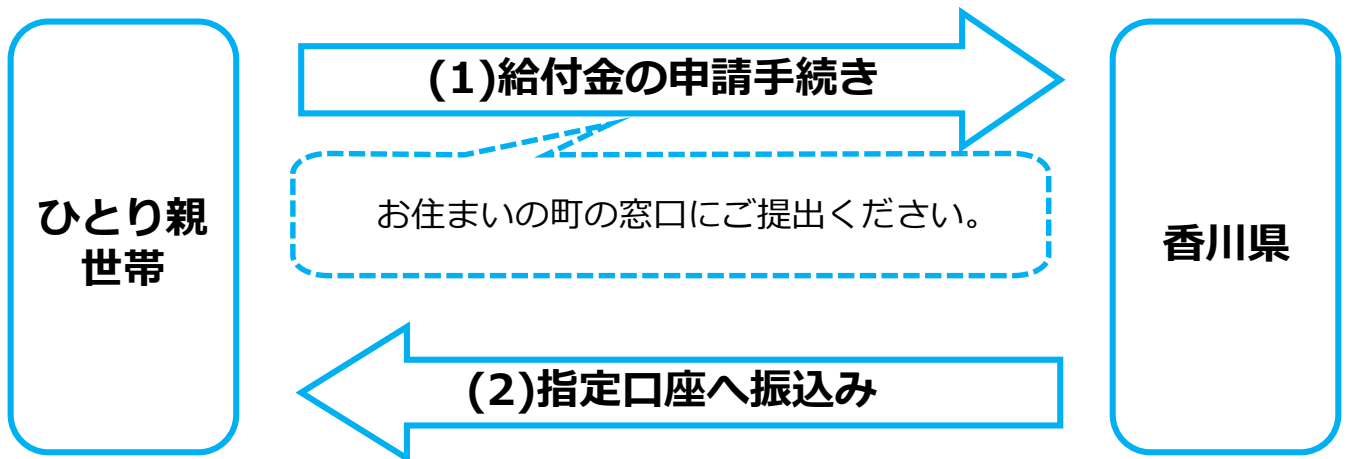 ひとり親
世帯
(1)給付金の申請手続き
お住まいの町の窓口にご提出ください。
(2)指定口座へ振込み
香川県